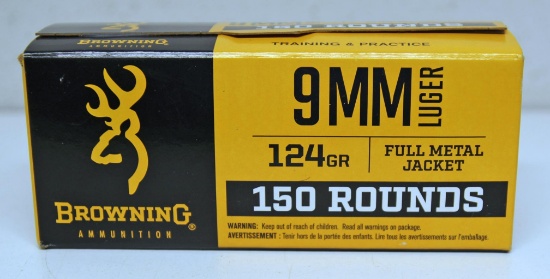 TRAINING & PRACTICE
9MM LUGER
124GR
FULL METAL
JACKET
150 ROUNDS
BROWNING®
AMMUNITION
WARNING: Keep out of reach of children. Read all warnings on package.
AVERTISSEMENT: Tenir hors de la portée des enfants. Lire tous les avertissements sur l'emballage.